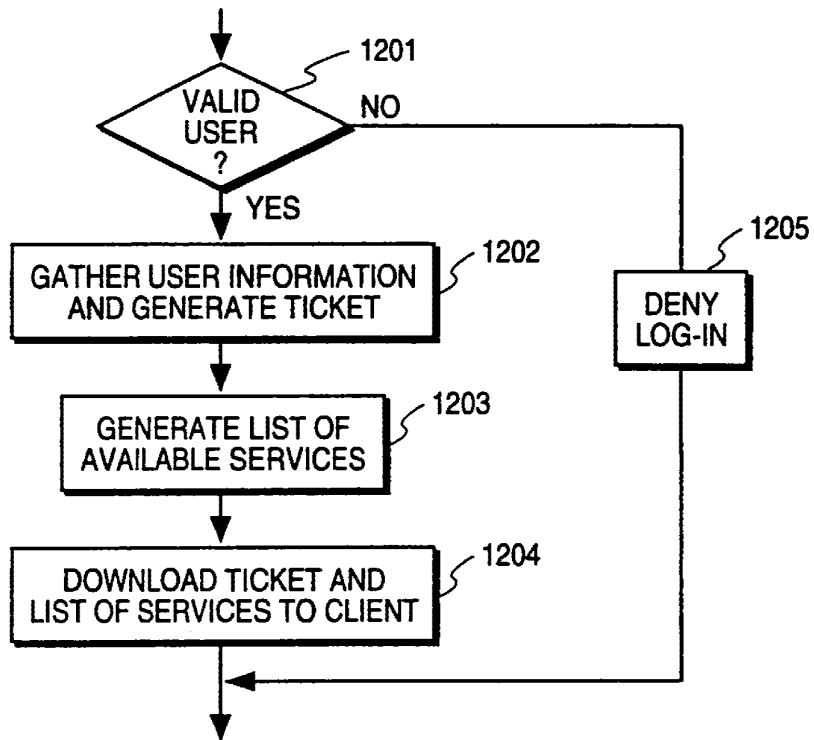 1201
VALID
USER
?
NO
YES
1202
GATHER USER INFORMATION
AND GENERATE TICKET
1205
DENY
LOG-IN
1203
GENERATE LIST OF
AVAILABLE SERVICES
1204
DOWNLOAD TICKET AND
LIST OF SERVICES TO CLIENT